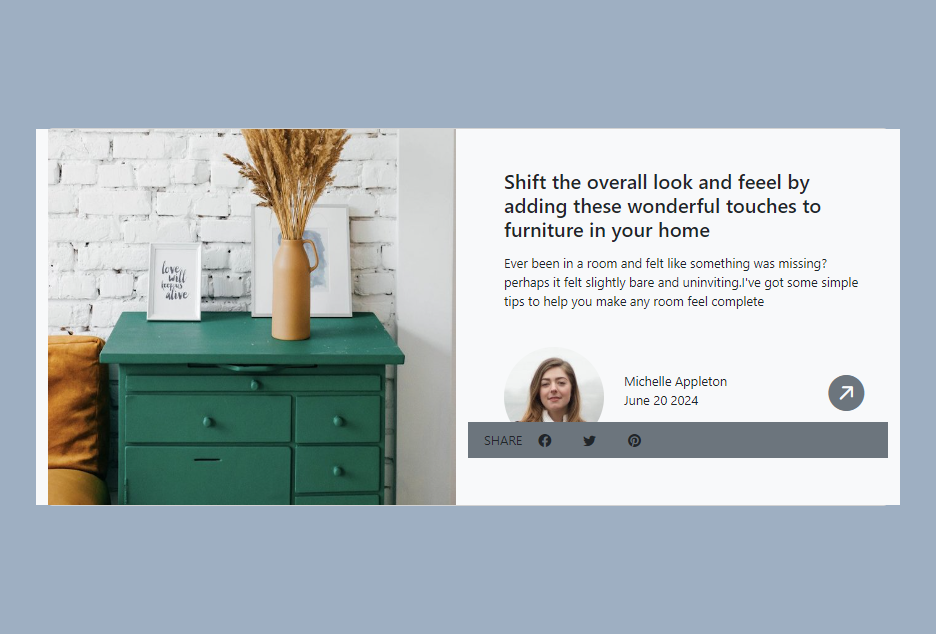 love
will
keep us
alive
Shift the overall look and feeel by
adding these wonderful touches to
furniture in your home
Ever been in a room and felt like something was missing?
perhaps it felt slightly bare and uninviting.I've got some simple
tips to help you make any room feel complete
Michelle Appleton
June 20 2024
SHARE